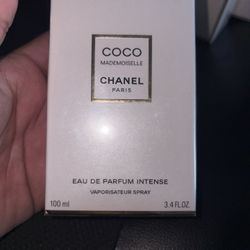 COCO
MADEMOISELLE
CHANEL
PARIS
EAU DE PARFUM INTENSE
VAPORISATEUR SPRAY
100 ml 3.4 FL.OZ.